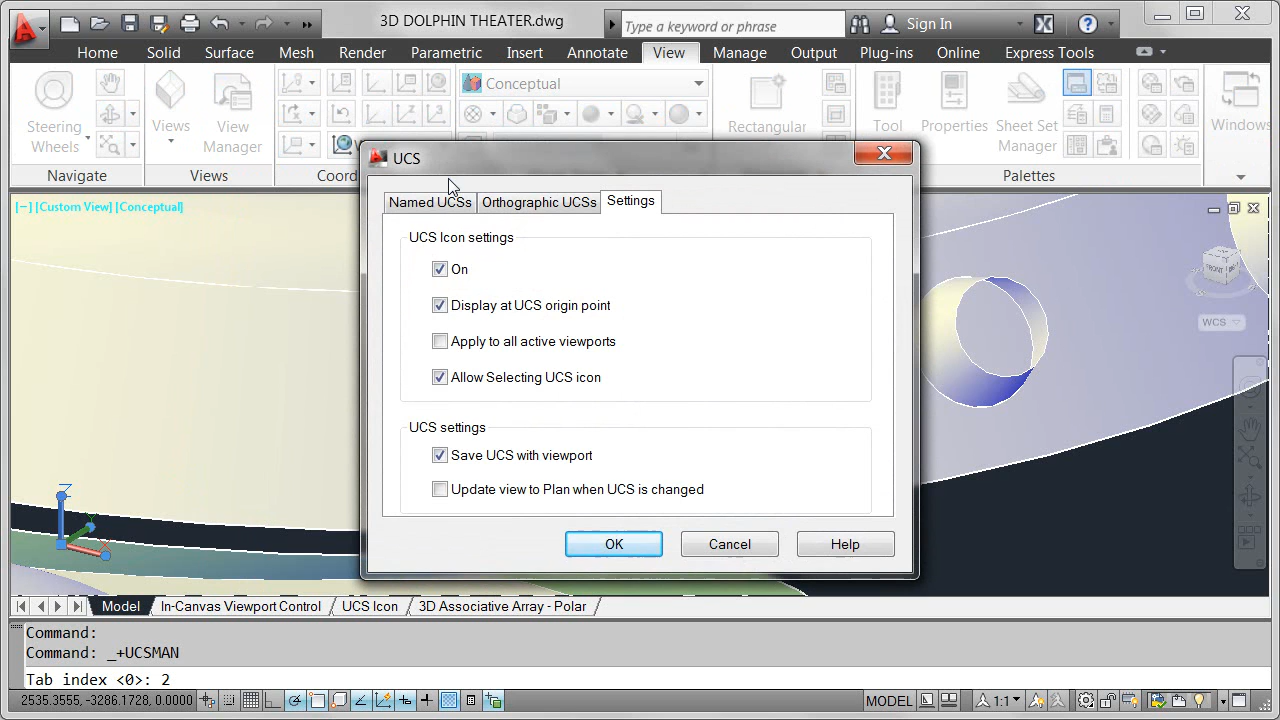 3D DOLPHIN THEATER.dwg
Type a keyword or phrase
Sign In
Home Solid Surface Mesh Render Parametric Insert Annotate View Manage Output Plug-ins Online Express Tools
Steering Wheels
Views
View Manager
Conceptual
Rectangular
Tool
Properties
Sheet Set Manager
Windows
Navigate
Views
Coord
Palettes
[−] [Custom View] [Conceptual]
UCS
Named UCSs Orthographic UCSs Settings
UCS Icon settings
On
Display at UCS origin point
Apply to all active viewports
Allow Selecting UCS icon
UCS settings
Save UCS with viewport
Update view to Plan when UCS is changed
OK Cancel Help
FRONT
WCS
Z
Model In-Canvas Viewport Control UCS Icon 3D Associative Array - Polar
Command:
Command: _+UCSMAN
Tab index <0>: 2
2535.3555, -3286.1728, 0.0000
MODEL
1:1